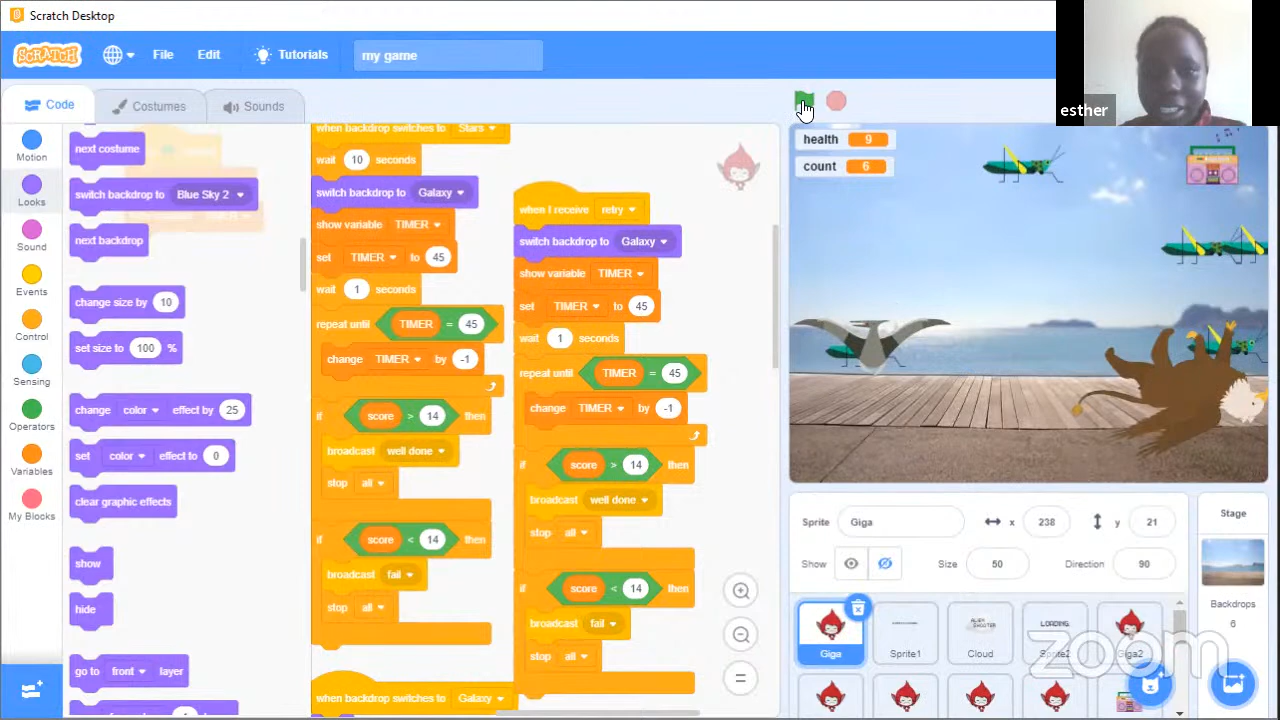 Scratch Desktop
SCRATCH
File
Edit
Tutorials
my game
esther
Code
Costumes
Sounds
Motion
Looks
Sound
Events
Control
Sensing
Operators
Variables
My Blocks
next costume
switch backdrop to Blue Sky 2
next backdrop
change size by 10
set size to 100 %
change color effect by 25
set color effect to 0
clear graphic effects
show
hide
go to front layer
when backdrop switches to Stars
wait 10 seconds
switch backdrop to Galaxy
show variable TIMER
set TIMER to 45
wait 1 seconds
repeat until TIMER = 45
change TIMER by -1
if score > 14 then
broadcast well done
stop all
if score < 14 then
broadcast fail
stop all
when backdrop switches to Galaxy
when I receive retry
switch backdrop to Galaxy
show variable TIMER
set TIMER to 45
wait 1 seconds
repeat until TIMER = 45
change TIMER by -1
if score > 14 then
broadcast well done
stop all
if score < 14 then
broadcast fail
stop all
health 9
count 6
Sprite Giga x 238 y 21
Show Size 50 Direction 90
Stage
Backdrops
6
Giga
Sprite1
ALIEN SHOOTER
Cloud
LOADING
Sprite2
Giga2
zoom